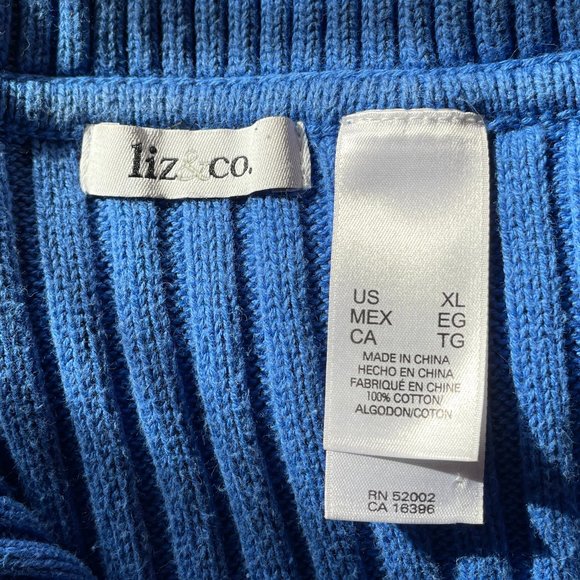 liz&co.
US XL
MEX EG
CA TG
MADE IN CHINA
HECHO EN CHINA
FABRIQUÉ EN CHINE
100% COTTON/
ALGODON/COTON
RN 52002
CA 16396